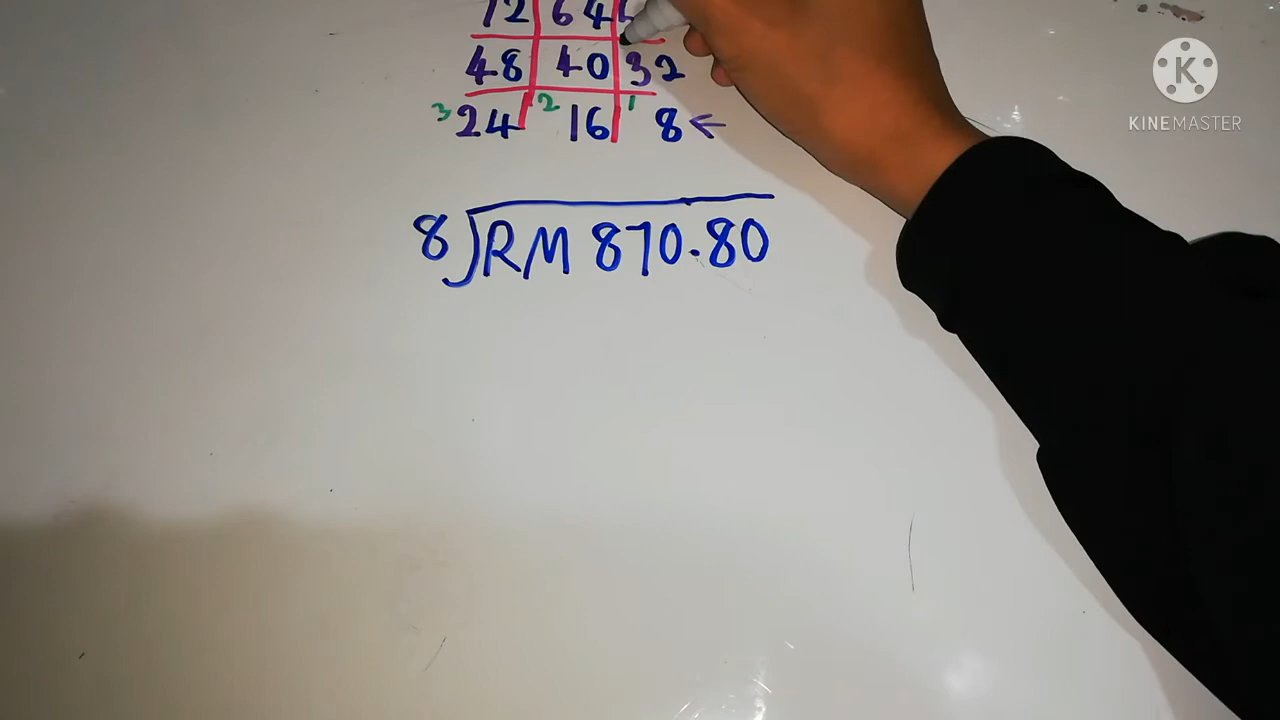 72 64
48 40 32
3 24 2 16 1 8 ←
8 RM 870.80
K
KINEMASTER